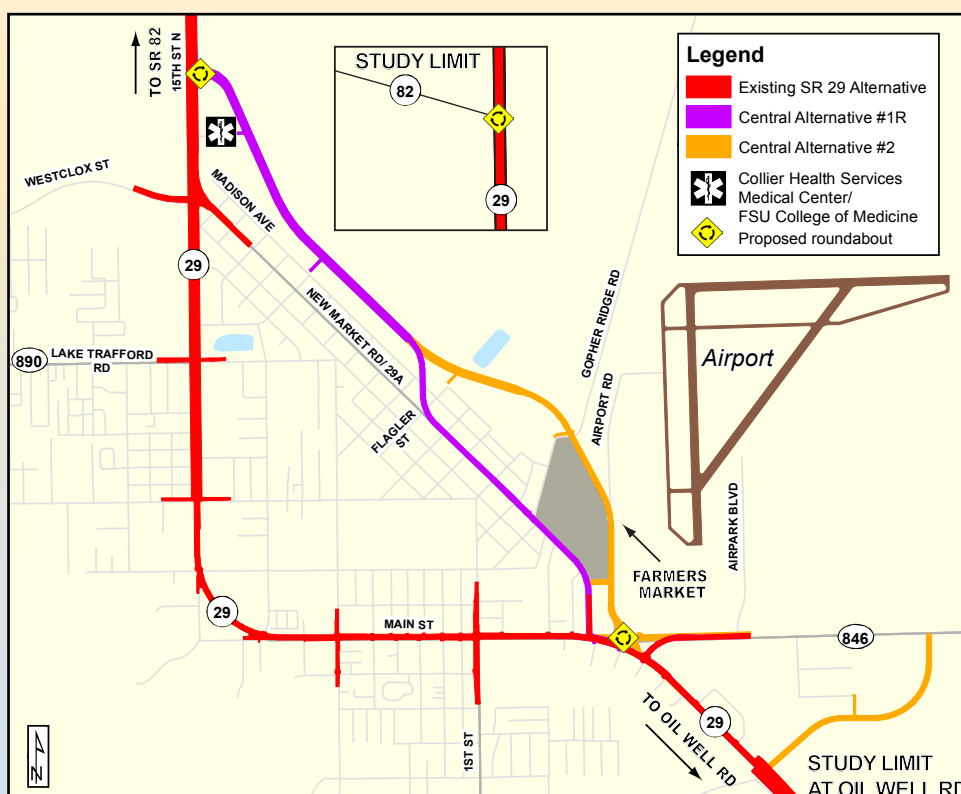 TO SR 82
15TH ST N
STUDY LIMIT
82
29
Legend
Existing SR 29 Alternative
Central Alternative #1R
Central Alternative #2
Collier Health Services
Medical Center/
FSU College of Medicine
Proposed roundabout
WESTCLOX ST
MADISON AVE
29
NEW MARKET RD/ 29A
GOPHER RIDGE RD
AIRPORT RD
Airport
890
LAKE TRAFFORD
RD
FLAGLER
ST
AIRPARK BLVD
FARMERS
MARKET
29
MAIN ST
846
1ST ST
TO OIL WELL RD
29
STUDY LIMIT
AT OIL WELL RD
N